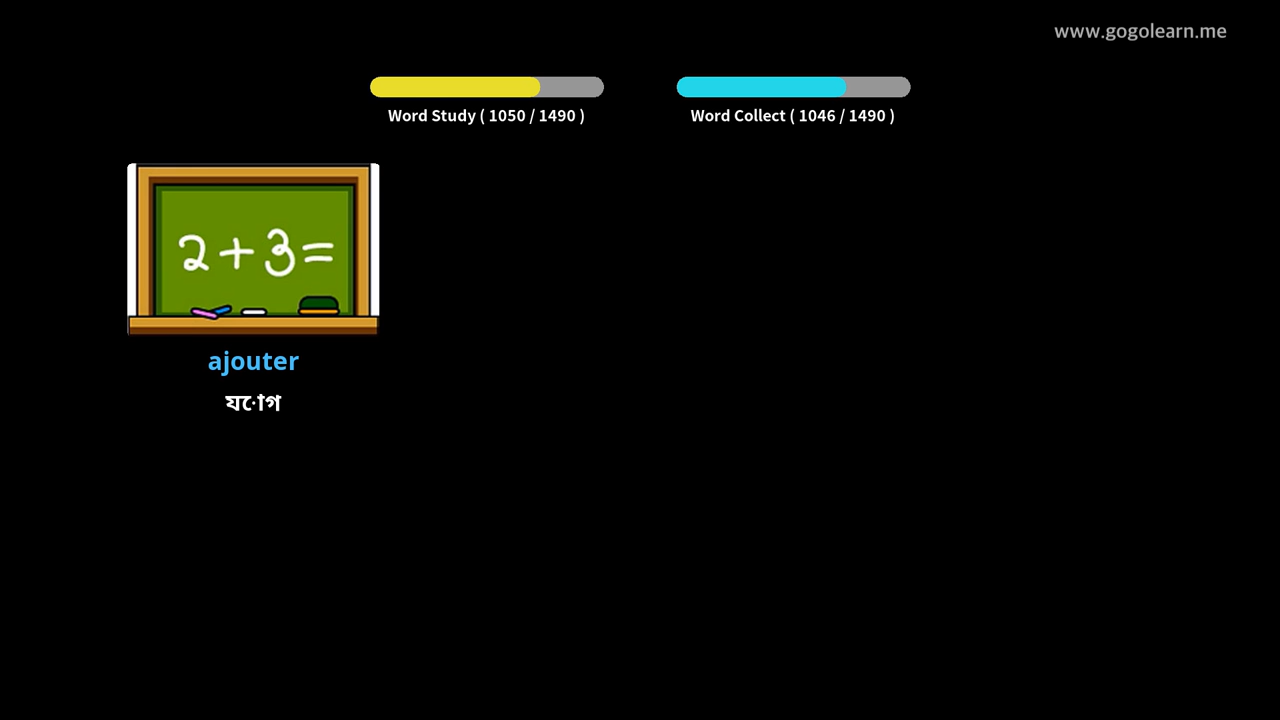 www.gogolearn.me
Word Study ( 1050 / 1490 )
Word Collect ( 1046 / 1490 )
2+3=
ajouter
যোগ